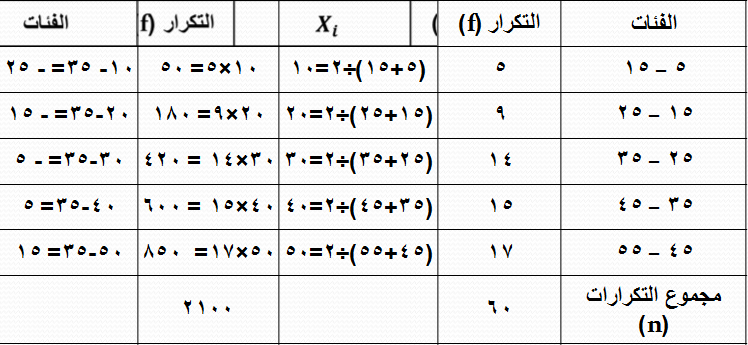 الفئات التكرار (f) ( Xi التكرار (f الفئات
٥ – ١٥ ٥ (٥+١٥)÷٢=١٠ ١٠×٥= ٥٠ ١٠- ٣٥= - ٢٥
١٥ – ٢٥ ٩ (١٥+٢٥)÷٢=٢٠ ٢٠×٩= ١٨٠ ٢٠-٣٥= - ١٥
٢٥ – ٣٥ ١٤ (٢٥+٣٥)÷٢=٣٠ ٣٠×١٤ = ٤٢٠ ٣٠-٣٥= - ٥
٣٥ – ٤٥ ١٥ (٣٥+٤٥)÷٢=٤٠ ٤٠×١٥ = ٦٠٠ ٤٠-٣٥= ٥
٤٥ – ٥٥ ١٧ (٤٥+٥٥)÷٢=٥٠ ٥٠×١٧= ٨٥٠ ٥٠-٣٥= ١٥
مجموع التكرارات ٦٠ ٢١٠٠
(n)